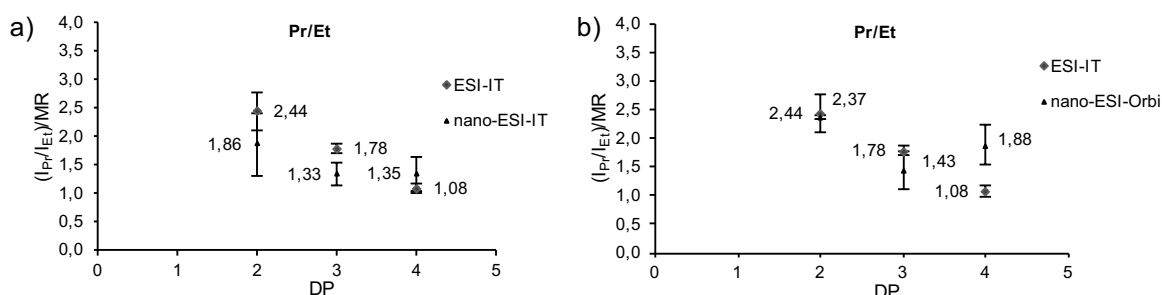 a)
Pr/Et
4,0
3,5
3,0
2,5
2,0
1,5
1,0
0,5
0,0
(I_Pr/I_Et)/MR
2,44
1,86
1,78
1,33
1,35
1,08
ESI-IT
nano-ESI-IT
0 1 2 3 4 5
DP
b)
Pr/Et
4,0
3,5
3,0
2,5
2,0
1,5
1,0
0,5
0,0
(I_Pr/I_Et)/MR
2,44
2,37
1,78
1,43
1,88
1,08
ESI-IT
nano-ESI-Orbi
0 1 2 3 4 5
DP